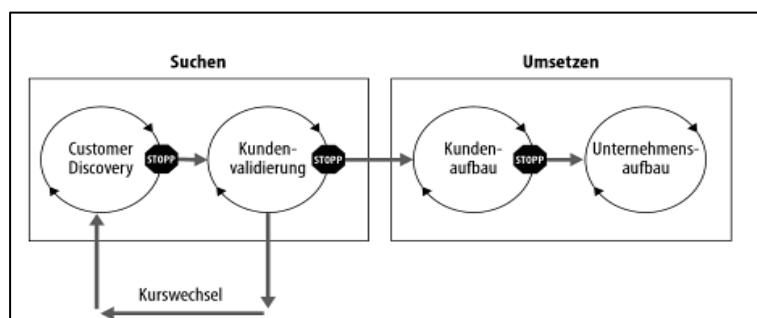 Suchen
Umsetzen
Customer
Discovery
STOPP
Kunden-
validierung
STOPP
Kunden-
aufbau
STOPP
Unternehmens-
aufbau
Kurswechsel